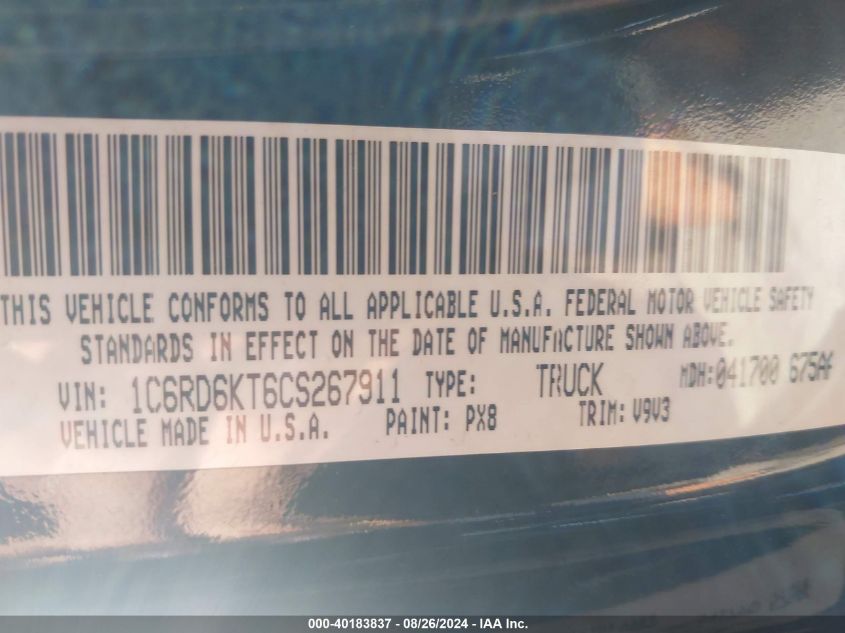 THIS VEHICLE CONFORMS TO ALL APPLICABLE U.S.A. FEDERAL MOTOR VEHICLE SAFETY
STANDARDS IN EFFECT ON THE DATE OF MANUFACTURE SHOWN ABOVE.
VIN: 1C6RD6KT6CS267911 TYPE: TRUCK MDH:041700 675AF
VEHICLE MADE IN U.S.A. PAINT: PX8 TRIM: V9V3
000-40183837 - 08/26/2024 - IAA Inc.